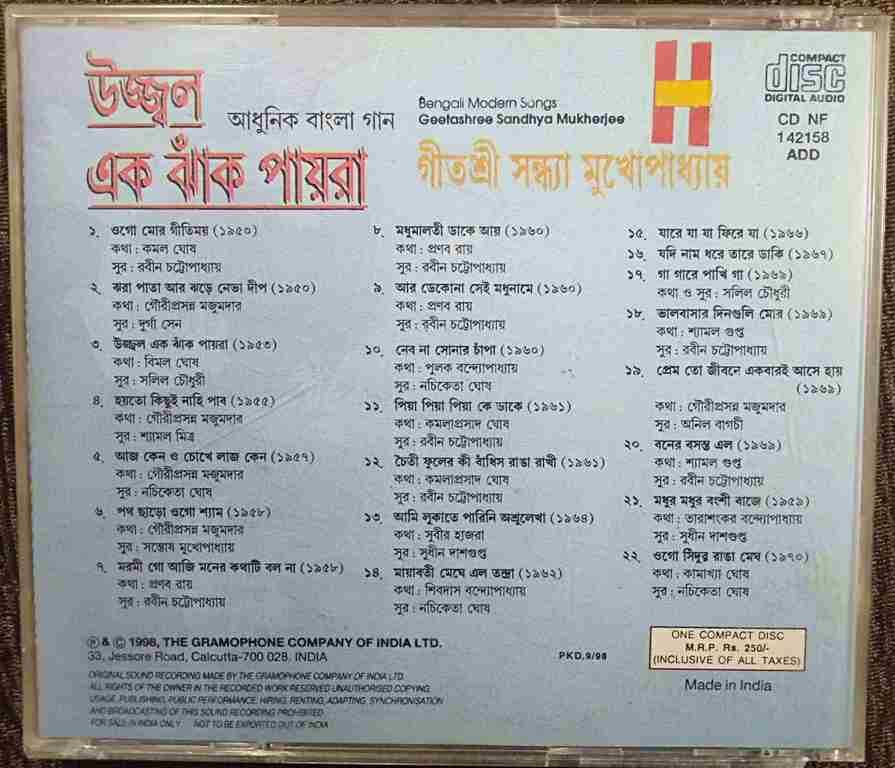 উজ্জ্বল
আধুনিক বাংলা গান
এক ঝাঁক পায়রা
Bengali Modern Songs
Geetashree Sandhya Mukherjee
গীতশ্রী সন্ধ্যা মুখোপাধ্যায়
H
COMPACT
disc
DIGITAL AUDIO
CD NF
142158
ADD
১. ওগো মোর গীতিময় (১৯৫০)
কথা : কমল ঘোষ
সুর : রবীন চট্টোপাধ্যায়
২. ঝরা পাতা আর ঝড়ে নেভা দীপ (১৯৫০)
কথা : গৌরীপ্রসন্ন মজুমদার
সুর : দুর্গা সেন
৩. উজ্জ্বল এক ঝাঁক পায়রা (১৯৫৩)
কথা : বিমল ঘোষ
সুর : সলিল চৌধুরী
৪. হয়তো কিছুই নাহি পাব (১৯৫৫)
কথা : গৌরীপ্রসন্ন মজুমদার
সুর : শ্যামল মিত্র
৫. আজ কেন ও চোখে লাজ কেন (১৯৫৭)
কথা : গৌরীপ্রসন্ন মজুমদার
সুর : নচিকেতা ঘোষ
৬. পথ ছাড়ো ওগো শ্যাম (১৯৫৮)
কথা : গৌরীপ্রসন্ন মজুমদার
সুর : সন্তোষ মুখোপাধ্যায়
৭. মরমী গো আজি মনের কথাটি বল না (১৯৫৮)
কথা : প্রণব রায়
সুর : রবীন চট্টোপাধ্যায়
৮. মধুমালতী ডাকে আয় (১৯৬০)
কথা : প্রণব রায়
সুর : রবীন চট্টোপাধ্যায়
৯. আর ডেকোনা সেই মধুনামে (১৯৬০)
কথা : প্রণব রায়
সুর : রবীন চট্টোপাধ্যায়
১০. নেব না সোনার চাঁপা (১৯৬০)
কথা : পুলক বন্দ্যোপাধ্যায়
সুর : নচিকেতা ঘোষ
১১. পিয়া পিয়া পিয়া কে ডাকে (১৯৬১)
কথা : কমলাপ্রসাদ ঘোষ
সুর : রবীন চট্টোপাধ্যায়
১২. চৈতী ফুলের কী বাঁধিস রাঙা রাখী (১৯৬১)
কথা : কমলাপ্রসাদ ঘোষ
সুর : রবীন চট্টোপাধ্যায়
১৩. আমি লুকাতে পারিনি অশ্রুলেখা (১৯৬৪)
কথা : সুবীর হাজরা
সুর : সুধীন দাশগুপ্ত
১৪. মায়াবতী মেঘে এল তন্দ্রা (১৯৬২)
কথা : শিবদাস বন্দ্যোপাধ্যায়
সুর : নচিকেতা ঘোষ
১৫. যারে যা যা ফিরে যা (১৯৬৬)
১৬. যদি নাম ধরে তারে ডাকি (১৯৬৭)
১৭. গা গারে পাখি গা (১৯৬৯)
কথা ও সুর : সলিল চৌধুরী
১৮. ভালবাসার দিনগুলি মোর (১৯৬৯)
কথা : শ্যামল গুপ্ত
সুর : রবীন চট্টোপাধ্যায়
১৯. প্রেম তো জীবনে একবারই আসে হায়
(১৯৬৯)
কথা : গৌরীপ্রসন্ন মজুমদার
সুর : অনিল বাগচী
২০. বনের বসন্ত এল (১৯৬৯)
কথা : শ্যামল গুপ্ত
সুর : রবীন চট্টোপাধ্যায়
২১. মধুর মধুর বংশী বাজে (১৯৫৯)
কথা : তারাশংকর বন্দ্যোপাধ্যায়
সুর : সুধীন দাশগুপ্ত
২২. ওগো সিঁদুর রাঙা মেঘ (১৯৭০)
কথা : কামাখ্যা ঘোষ
সুর : নচিকেতা ঘোষ
℗ & © 1998, THE GRAMOPHONE COMPANY OF INDIA LTD.
33, Jessore Road, Calcutta-700 028. INDIA
PKD.9/98
ORIGINAL SOUND RECORDING MADE BY THE GRAMOPHONE COMPANY OF INDIA LTD.
ALL RIGHTS OF THE OWNER IN THE RECORDED WORK RESERVED UNAUTHORISED COPYING,
USAGE, PUBLISHING, PUBLIC PERFORMANCE, HIRING, RENTING, ADAPTING, SYNCHRONISATION
AND BROADCASTING OF THIS SOUND RECORDING PROHIBITED.
FOR SALE IN INDIA ONLY NOT TO BE EXPORTED OUT OF INDIA
ONE COMPACT DISC
M.R.P. Rs. 250/-
(INCLUSIVE OF ALL TAXES)
Made in India